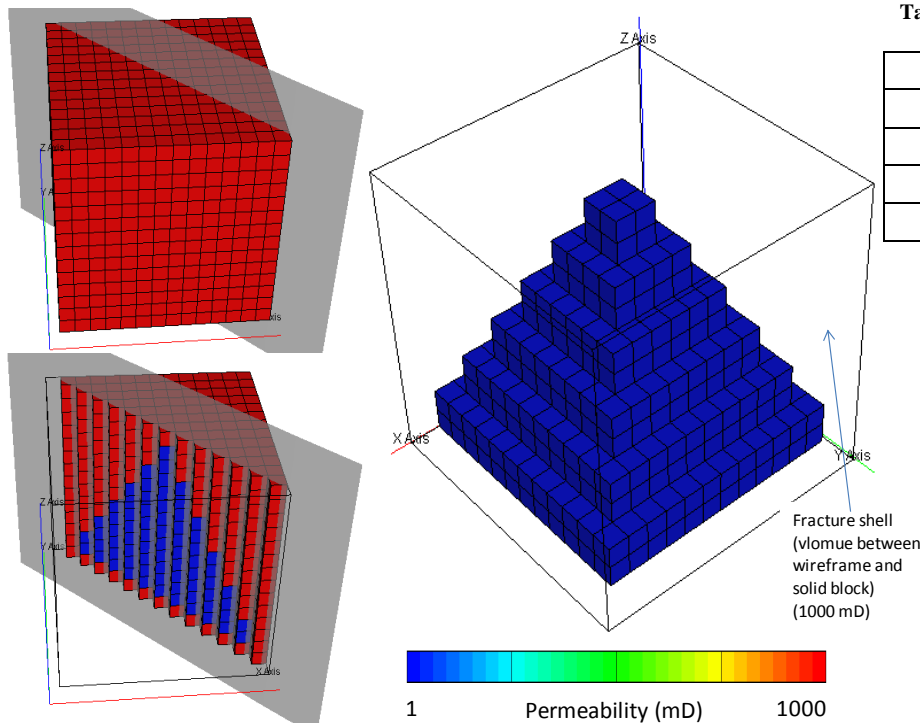 Ta
Z Axis
Z Axis
Y A
xis
Z Axis
Y Axis
X Axis
X Axis
Y Axis
Fracture shell
(vlomue between
wireframe and
solid block)
(1000 mD)
1
Permeability (mD)
1000